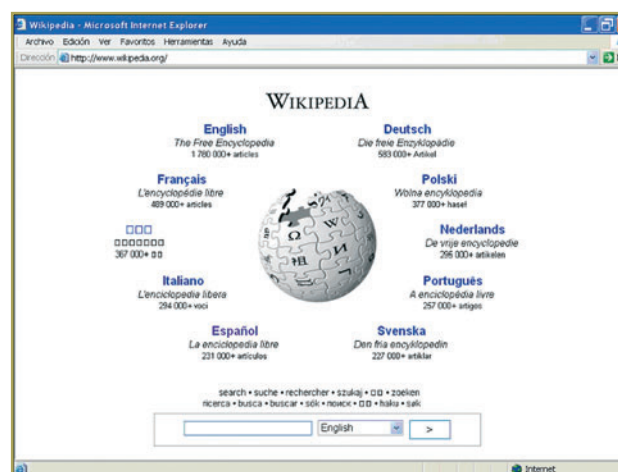 Wikipedia - Microsoft Internet Explorer
Archivo Edición Ver Favoritos Herramientas Ayuda
Dirección http://www.wikipedia.org/
WIKIPEDIA
English
The Free Encyclopedia
1 780 000+ articles
Deutsch
Die freie Enzyklopädie
583 000+ Artikel
Français
L'encyclopédie libre
489 000+ articles
Polski
Wolna encyklopedia
377 000+ haseł
□□□
□□□□□□□
367 000+ □□
Nederlands
De vrije encyclopedie
295 000+ artikelen
Italiano
L'enciclopedia libera
294 000+ voci
Português
A enciclopédia livre
257 000+ artigos
Español
La enciclopedia libre
231 000+ artículos
Svenska
Den fria encyklopedin
227 000+ artiklar
search • suche • rechercher • szukaj • □□ • zoeken
ricerca • busca • buscar • sök • поиск • □□ • haku • søk
English >
Internet